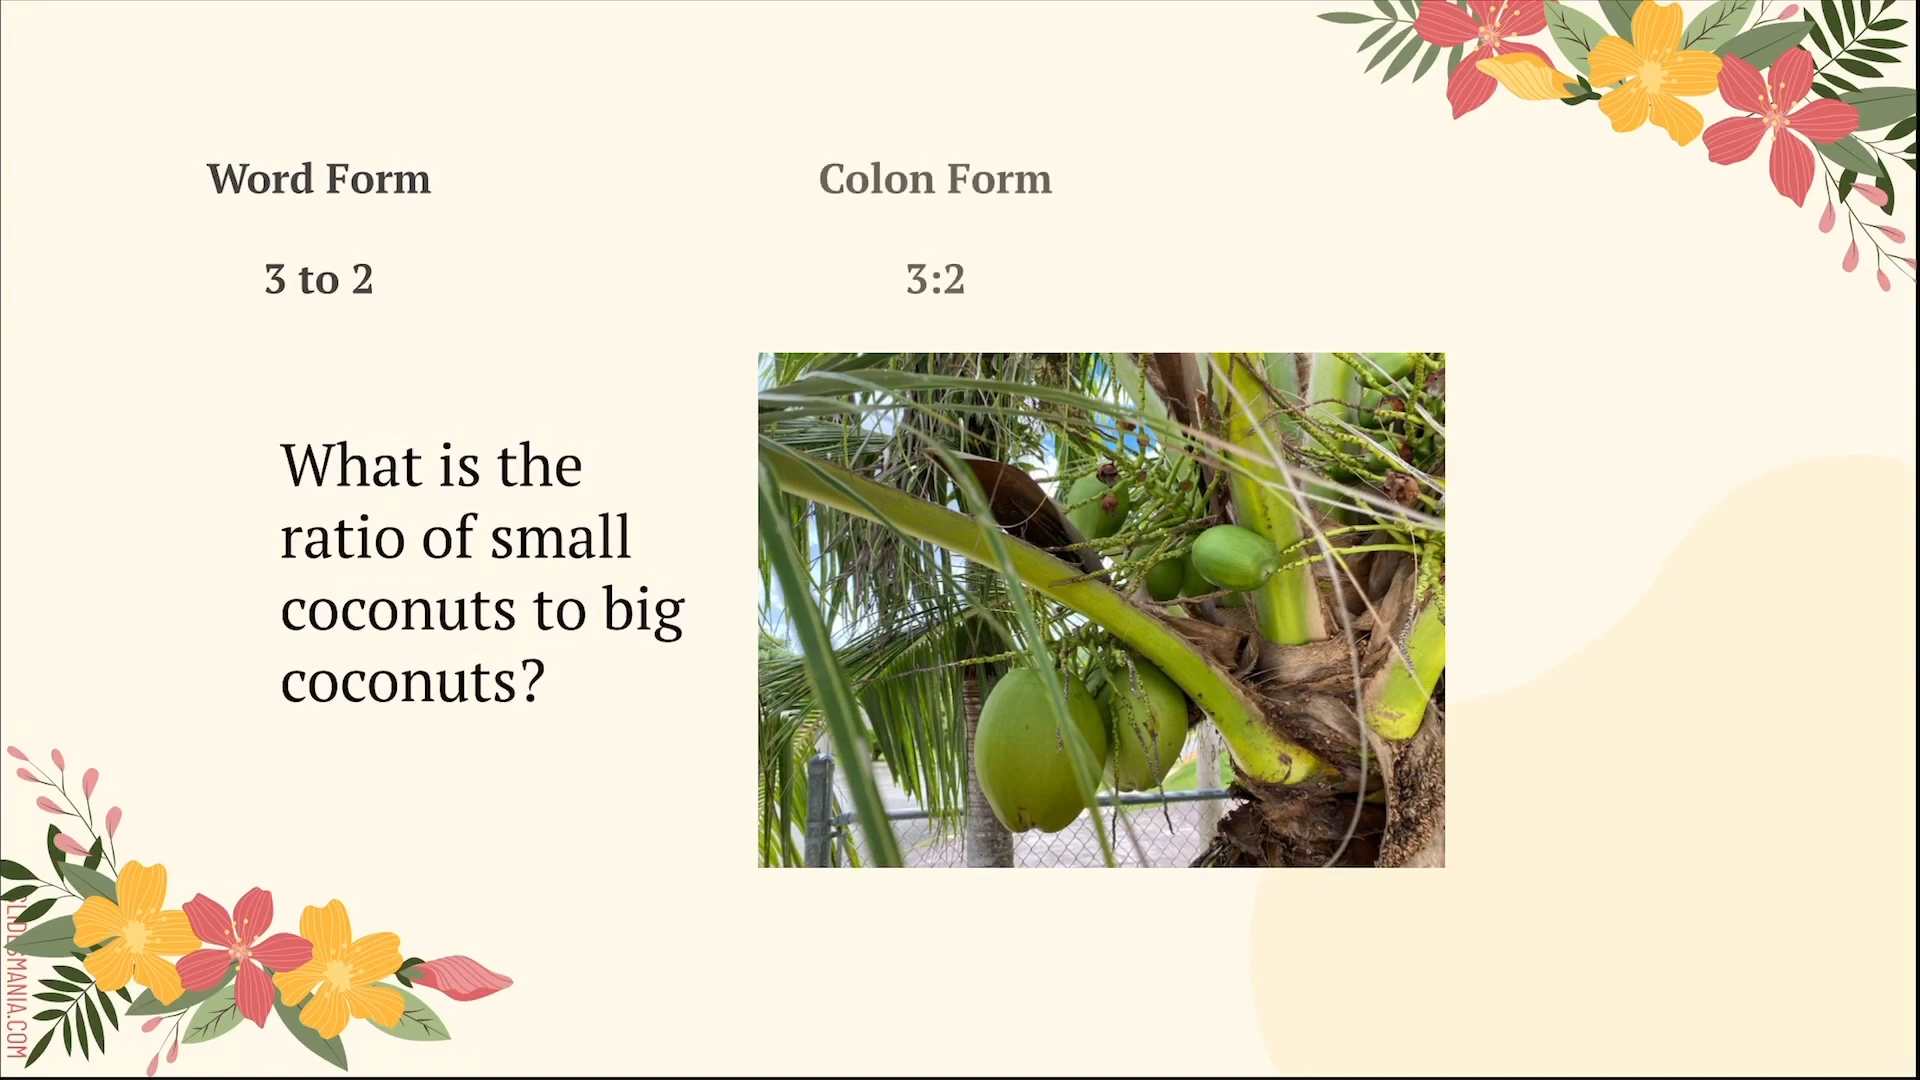 Word Form
Colon Form
3 to 2
3:2
What is the
ratio of small
coconuts to big
coconuts?
SLIDESMANIA.COM